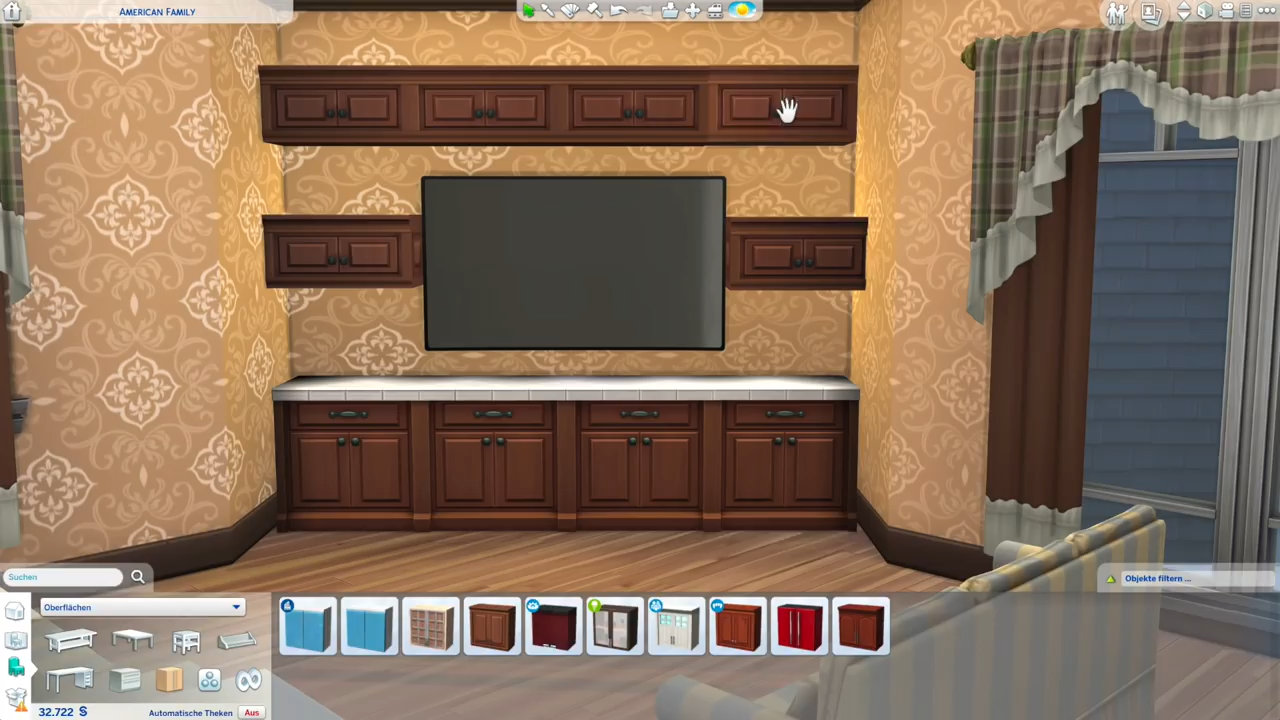 AMERICAN FAMILY
Suchen
Objekte filtern ...
Oberflächen
32.722 $
Automatische Theken
Aus